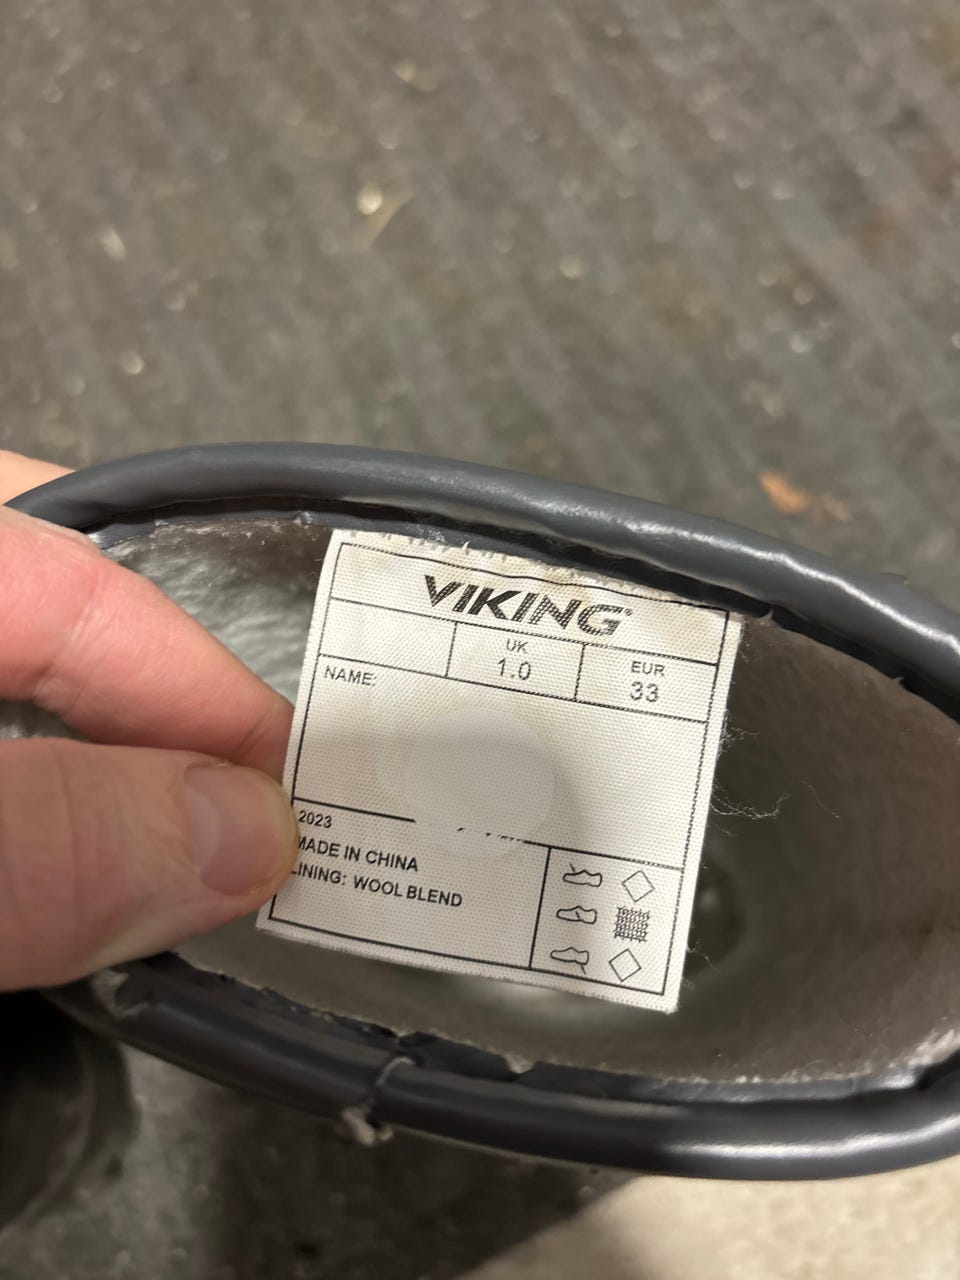 VIKING®
UK
1.0
EUR
33
NAME:
2023
MADE IN CHINA
LINING: WOOL BLEND